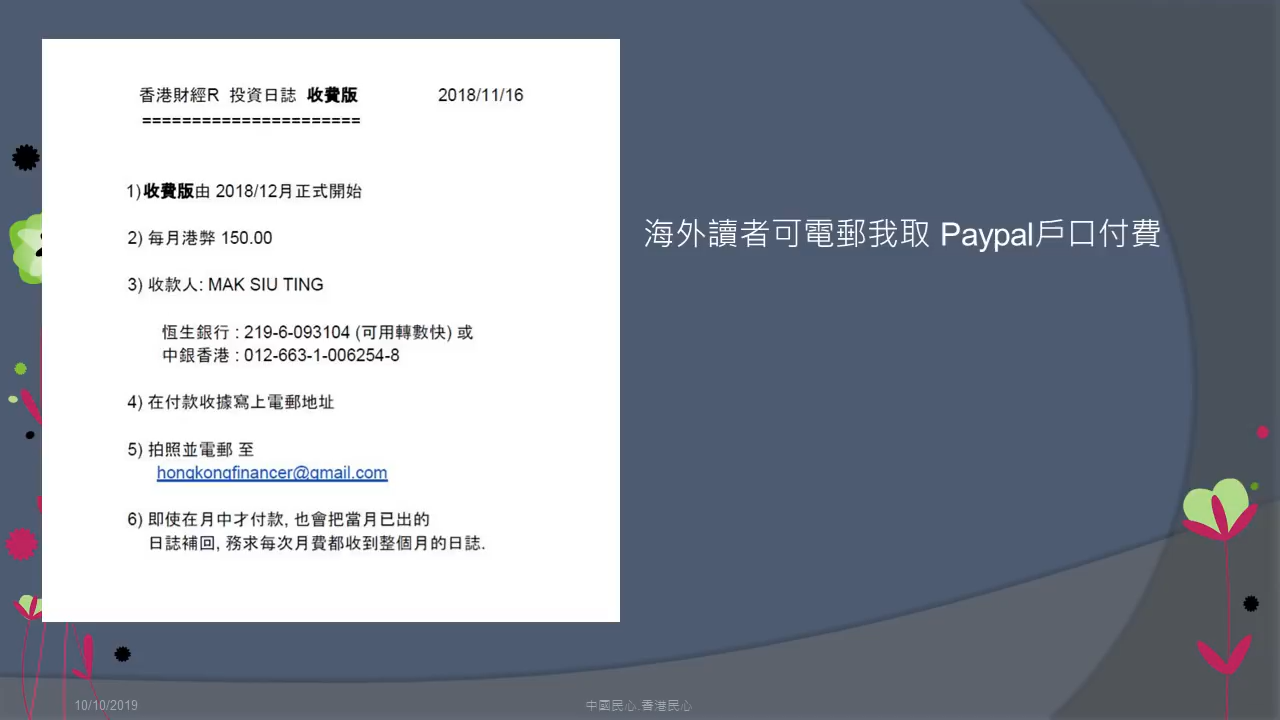 香港財經R 投資日誌 收費版 2018/11/16
======================
1)收費版由 2018/12月正式開始
2) 每月港弊 150.00
3) 收款人: MAK SIU TING
恆生銀行 : 219-6-093104 (可用轉數快) 或
中銀香港 : 012-663-1-006254-8
4) 在付款收據寫上電郵地址
5) 拍照並電郵 至
hongkongfinancer@gmail.com
6) 即使在月中才付款, 也會把當月已出的
日誌補回, 務求每次月費都收到整個月的日誌.
海外讀者可電郵我取 Paypal戶口付費
10/10/2019
中國民心.香港民心